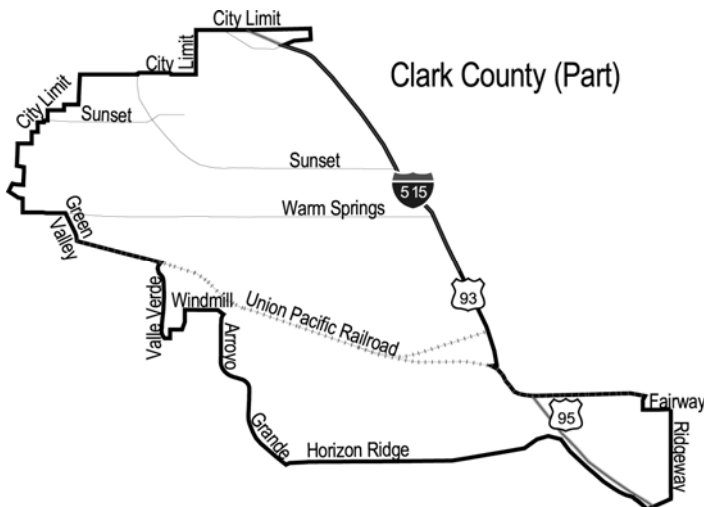 City Limit
City Limit
City Limit
Clark County (Part)
Sunset
Sunset
515
Green Valley
Warm Springs
93
Valle Verde
Windmill
Union Pacific Railroad
Arroyo Grande
95
Fairway
Ridgeway
Horizon Ridge